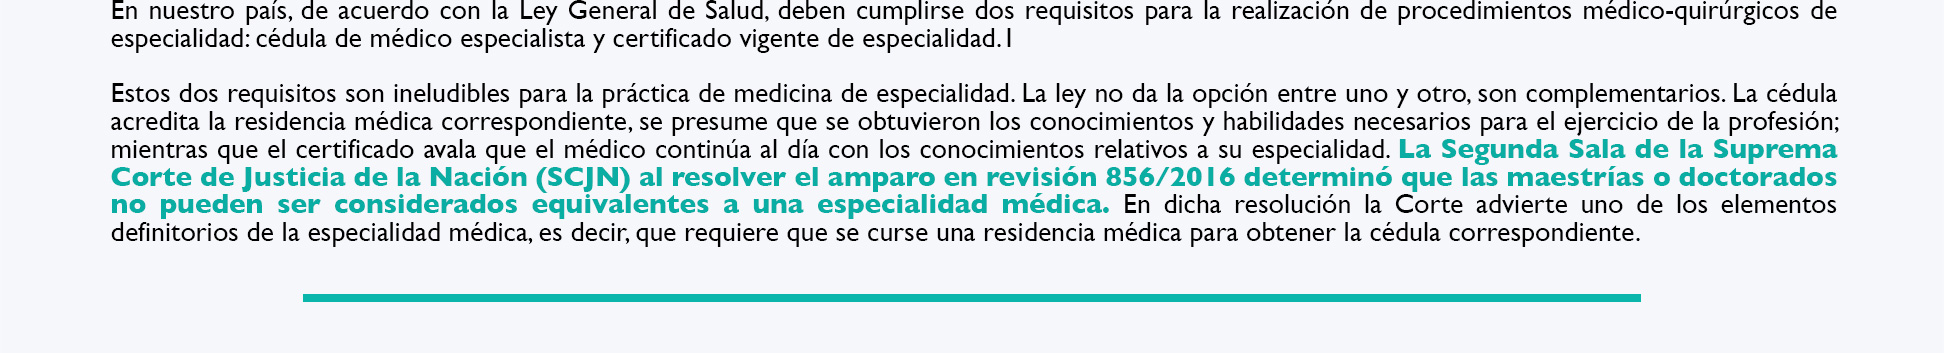 En nuestro país, de acuerdo con la Ley General de Salud, deben cumplirse dos requisitos para la realización de procedimientos médico-quirúrgicos de
especialidad: cédula de médico especialista y certificado vigente de especialidad.1
Estos dos requisitos son ineludibles para la práctica de medicina de especialidad. La ley no da la opción entre uno y otro, son complementarios. La cédula
acredita la residencia médica correspondiente, se presume que se obtuvieron los conocimientos y habilidades necesarios para el ejercicio de la profesión;
mientras que el certificado avala que el médico continúa al día con los conocimientos relativos a su especialidad. La Segunda Sala de la Suprema
Corte de Justicia de la Nación (SCJN) al resolver el amparo en revisión 856/2016 determinó que las maestrías o doctorados
no pueden ser considerados equivalentes a una especialidad médica. En dicha resolución la Corte advierte uno de los elementos
definitorios de la especialidad médica, es decir, que requiere que se curse una residencia médica para obtener la cédula correspondiente.